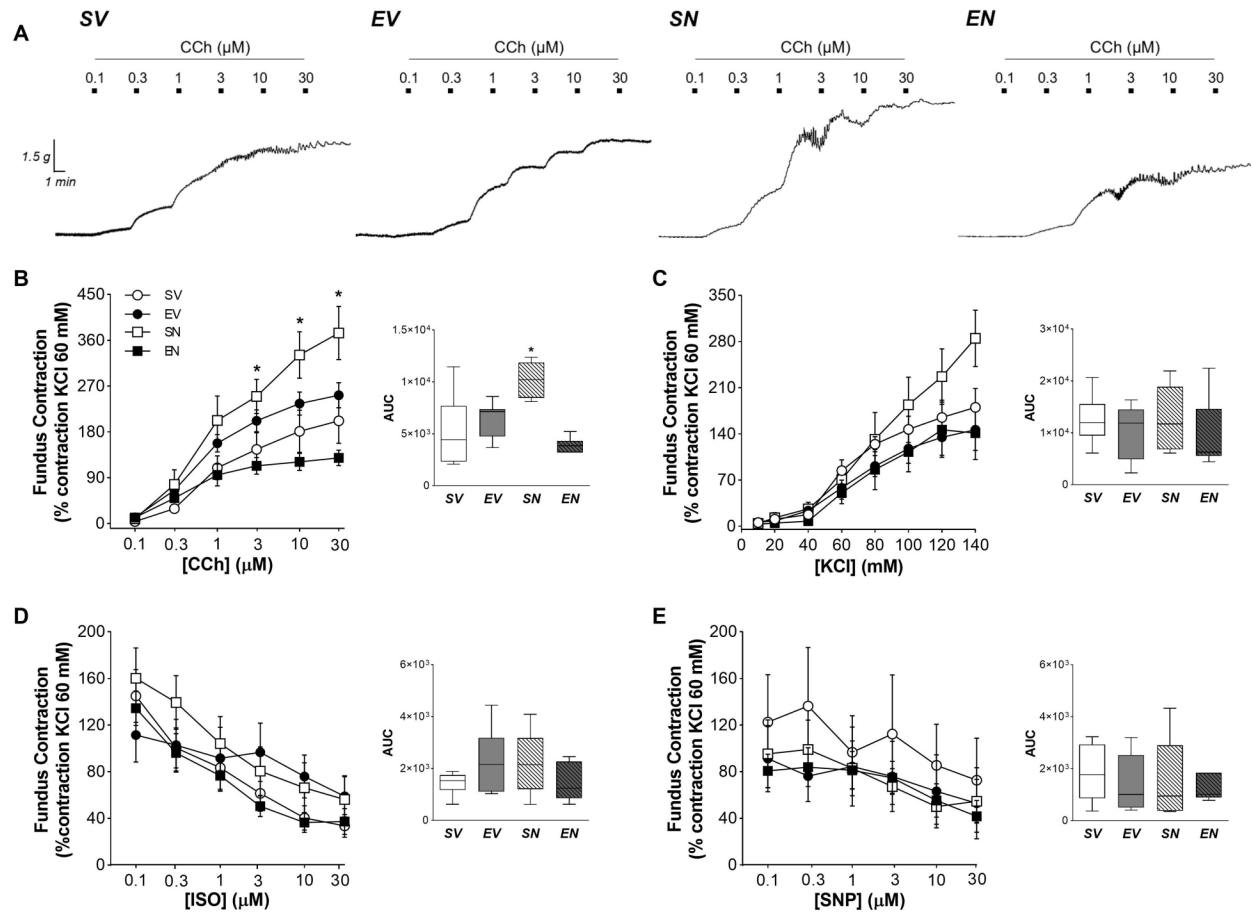 A
SV
EV
SN
EN
CCh (µM)
CCh (µM)
CCh (µM)
CCh (µM)
0.1 0.3 1 3 10 30
0.1 0.3 1 3 10 30
0.1 0.3 1 3 10 30
0.1 0.3 1 3 10 30
1.5 g
1 min
B
Fundus Contraction
(% contraction KCl 60 mM)
450
360
270
180
90
0
SV
EV
SN
EN
* * *
0.1 0.3 1 3 10 30
[CCh] (µM)
AUC
1.5×10⁴
1×10⁴
5×10³
0
*
SV EV SN EN
C
Fundus Contraction
(% contraction KCl 60 mM)
350
280
210
140
70
0
0 20 40 60 80 100 120 140
[KCl] (mM)
AUC
3×10⁴
2×10⁴
1×10⁴
0
SV EV SN EN
D
Fundus Contraction
(%contraction KCl 60 mM)
200
160
120
80
40
0
0.1 0.3 1 3 10 30
[ISO] (µM)
AUC
6×10³
4×10³
2×10³
0
SV EV SN EN
E
Fundus Contraction
(% contraction KCl 60 mM)
200
160
120
80
40
0
0.1 0.3 1 3 10 30
[SNP] (µM)
AUC
6×10³
4×10³
2×10³
0
SV EV SN EN